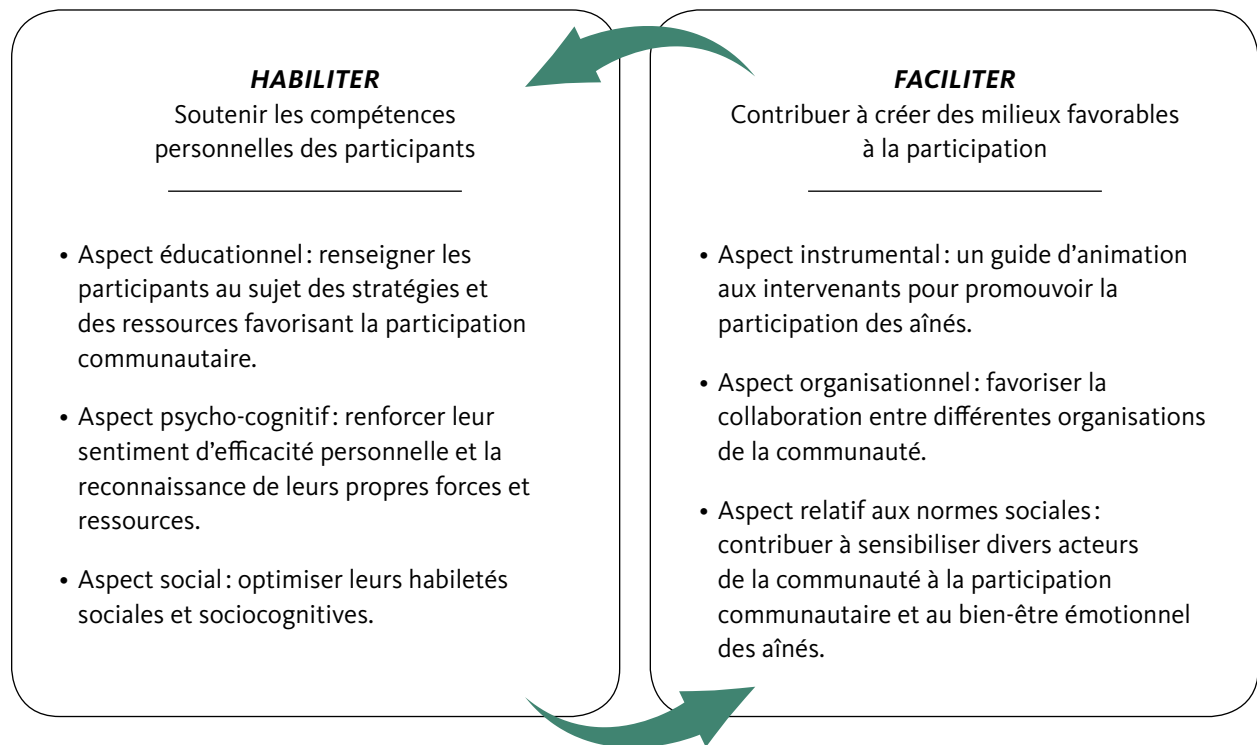 HABILITER
Soutenir les compétences
personnelles des participants
• Aspect éducationnel : renseigner les
participants au sujet des stratégies et
des ressources favorisant la participation
communautaire.
• Aspect psycho-cognitif : renforcer leur
sentiment d’efficacité personnelle et la
reconnaissance de leurs propres forces et
ressources.
• Aspect social : optimiser leurs habiletés
sociales et sociocognitives.
FACILITER
Contribuer à créer des milieux favorables
à la participation
• Aspect instrumental : un guide d’animation
aux intervenants pour promouvoir la
participation des aînés.
• Aspect organisationnel : favoriser la
collaboration entre différentes organisations
de la communauté.
• Aspect relatif aux normes sociales :
contribuer à sensibiliser divers acteurs
de la communauté à la participation
communautaire et au bien-être émotionnel
des aînés.